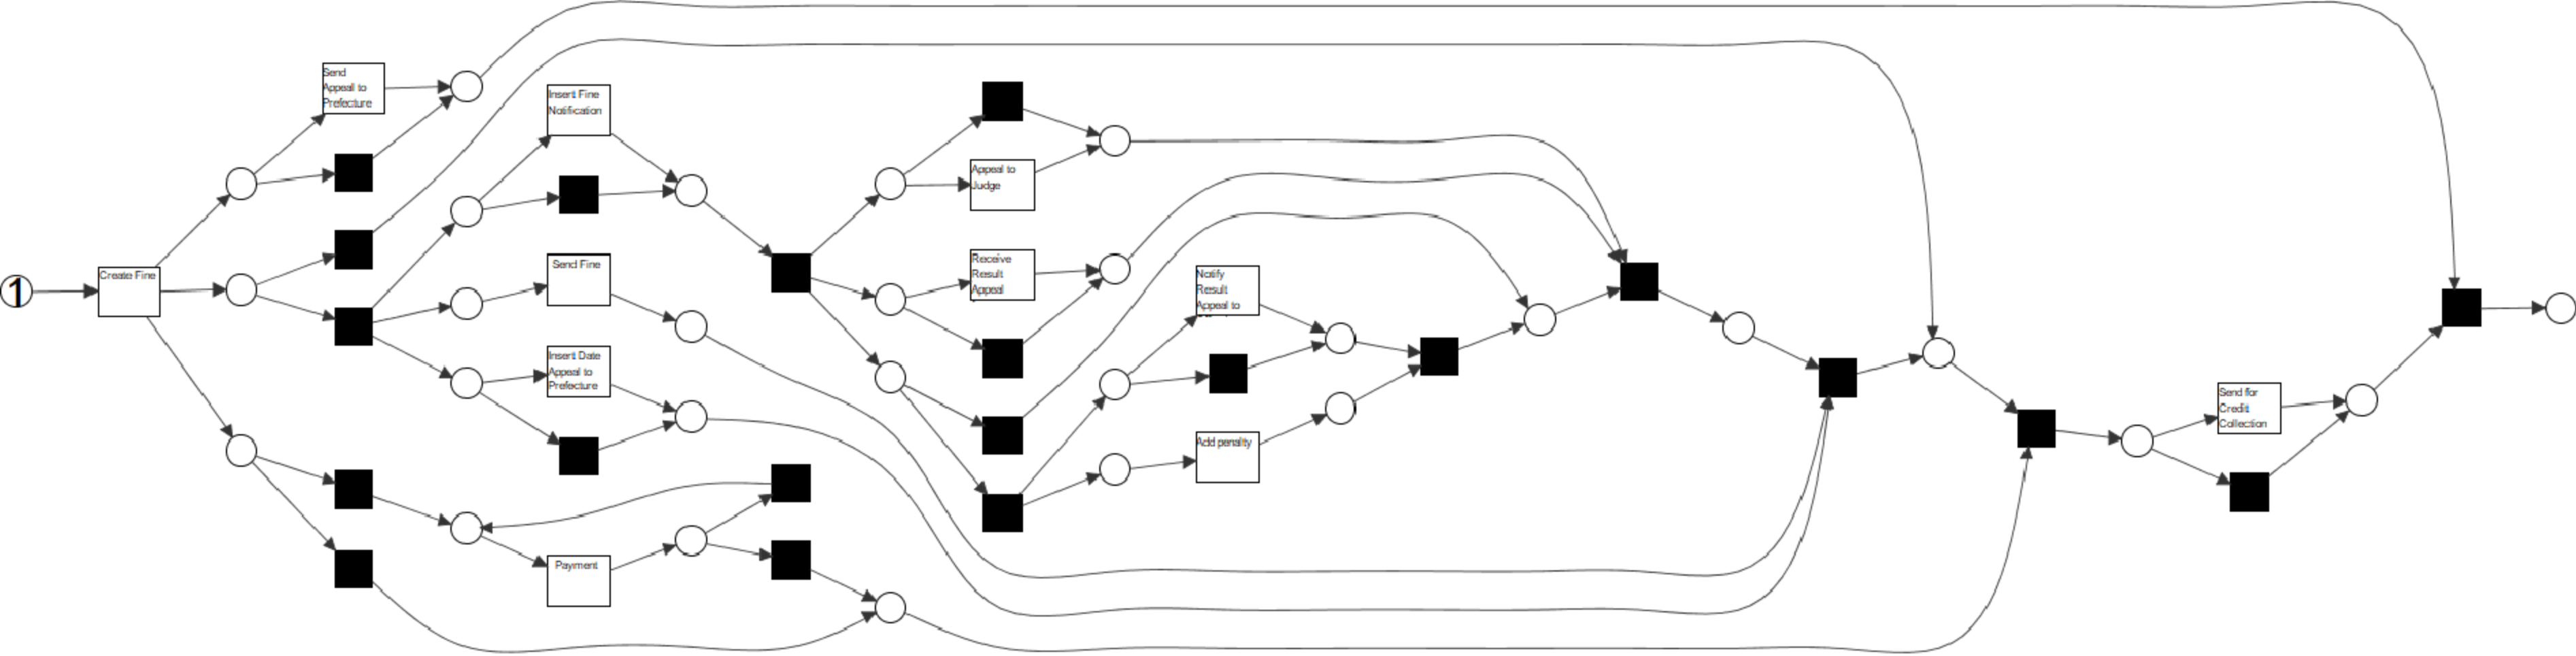 1
Create Fine
Send
Appeal to
Prefecture
Insert Fine
Notification
Send Fine
Insert Date
Appeal to
Prefecture
Payment
Appeal to
Judge
Receive
Result
Appeal
Notify
Result
Appeal to
Add penalty
Send for
Credit
Collection